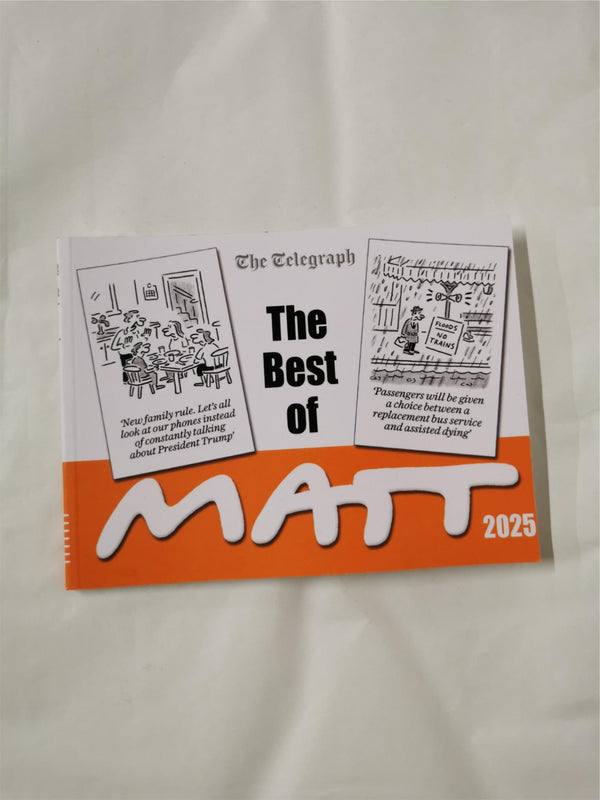 The Telegraph
The
Best
of
MATT
2025
'New family rule. Let's all
look at our phones instead
of constantly talking
about President Trump'
FLOODS
NO
TRAINS
'Passengers will be given
a choice between a
replacement bus service
and assisted dying'